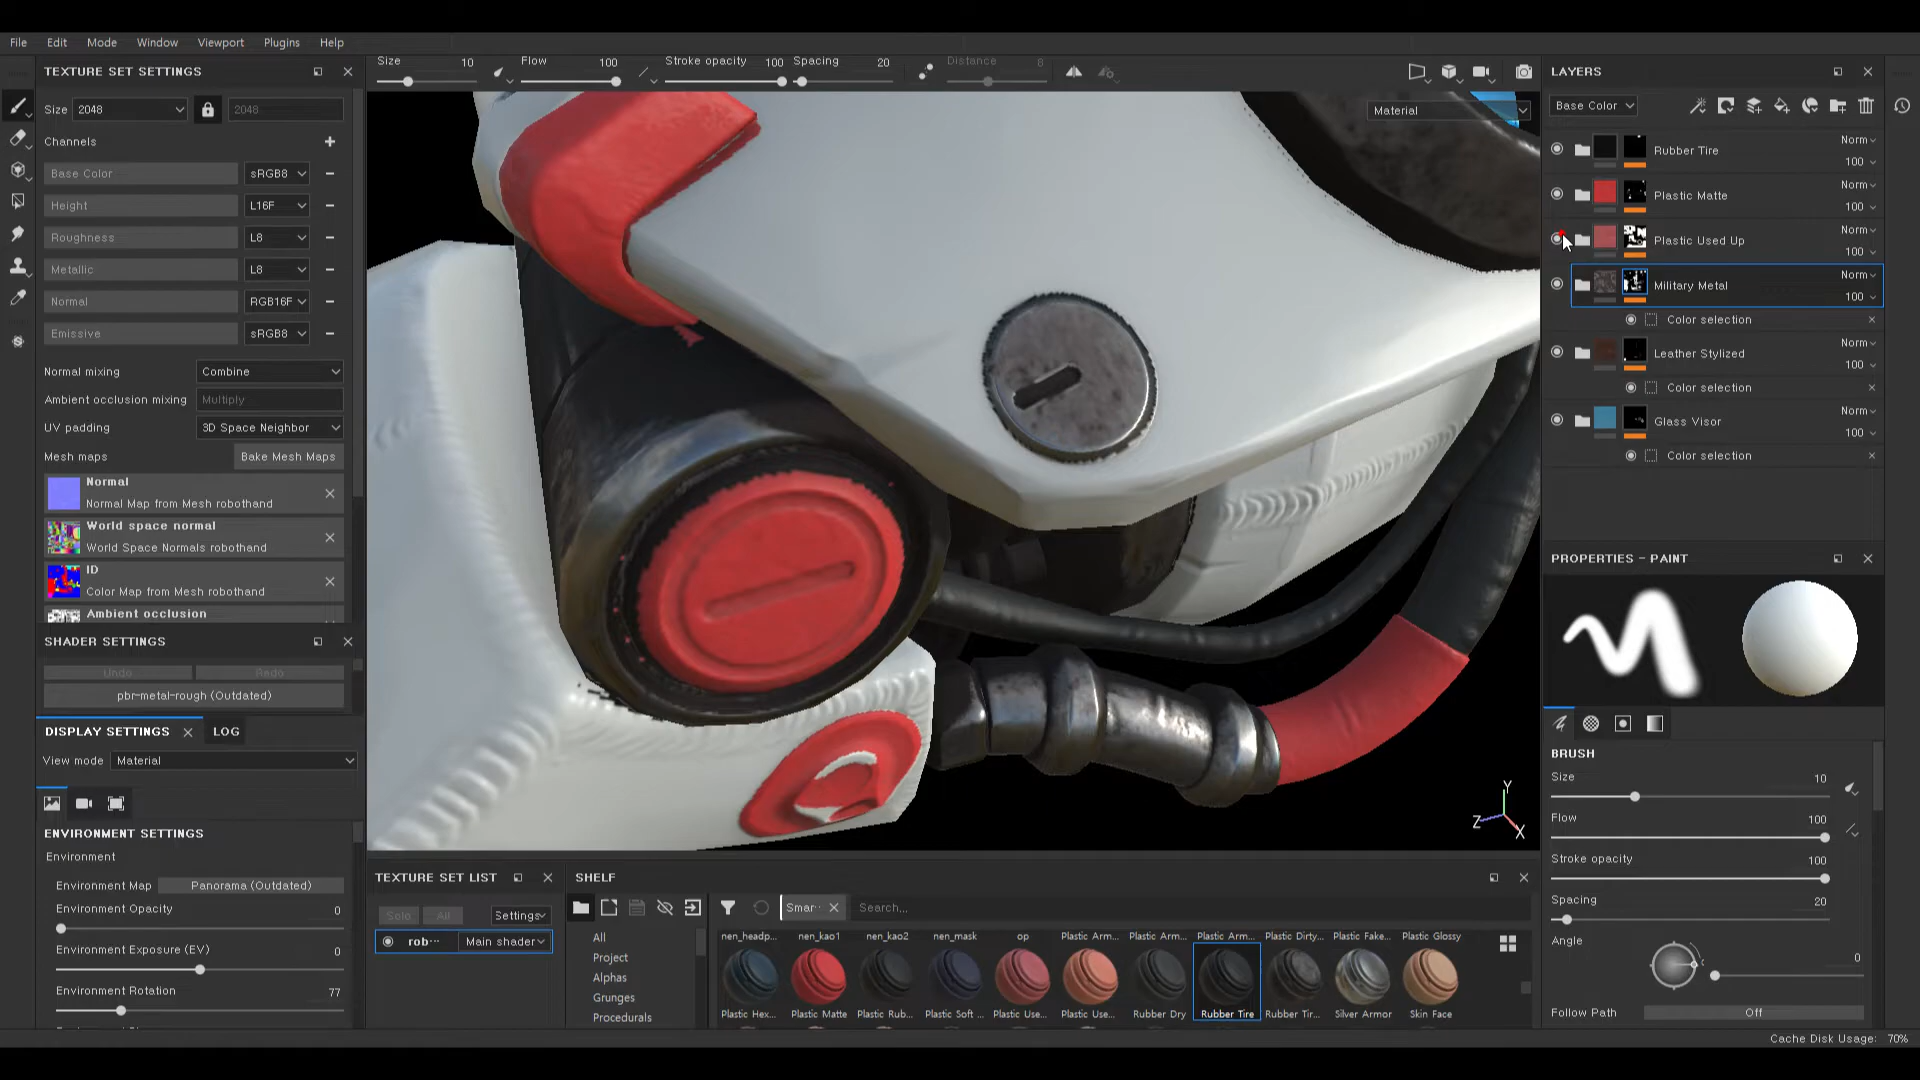 File Edit Mode Window Viewport Plugins Help
TEXTURE SET SETTINGS
Size 2048 2048
Channels
Base Color sRGB8
Height L16F
Roughness L8
Metallic L8
Normal RGB16F
Emissive sRGB8
Normal mixing Combine
Ambient occlusion mixing Multiply
UV padding 3D Space Neighbor
Mesh maps Bake Mesh Maps
Normal
Normal Map from Mesh robothand
World space normal
World Space Normals robothand
ID
Color Map from Mesh robothand
Ambient occlusion
SHADER SETTINGS
Undo Redo
pbr-metal-rough (Outdated)
DISPLAY SETTINGS LOG
View mode Material
ENVIRONMENT SETTINGS
Environment
Environment Map Panorama (Outdated)
Environment Opacity 0
Environment Exposure (EV) 0
Environment Rotation 77
Size 10 Flow 100 Stroke opacity 100 Spacing 20 Distance 8
Material
Y
Z
X
TEXTURE SET LIST
Solo All Settings
rob··· Main shader
SHELF
Smar·· Search...
All
Project
Alphas
Grunges
Procedurals
nen_headp... nen_kao1 nen_kao2 nen_mask op Plastic Arm... Plastic Arm... Plastic Arm... Plastic Dirty... Plastic Fake... Plastic Glossy
Plastic Hex... Plastic Matte Plastic Rub... Plastic Soft ... Plastic Use... Plastic Use... Rubber Dry Rubber Tire Rubber Tir... Silver Armor Skin Face
LAYERS
Base Color
Rubber Tire Norm 100
Plastic Matte Norm 100
Plastic Used Up Norm 100
Military Metal Norm 100
Color selection
Leather Stylized Norm 100
Color selection
Glass Visor Norm 100
Color selection
PROPERTIES - PAINT
BRUSH
Size 10
Flow 100
Stroke opacity 100
Spacing 20
Angle 0
Follow Path Off
Cache Disk Usage: 70%